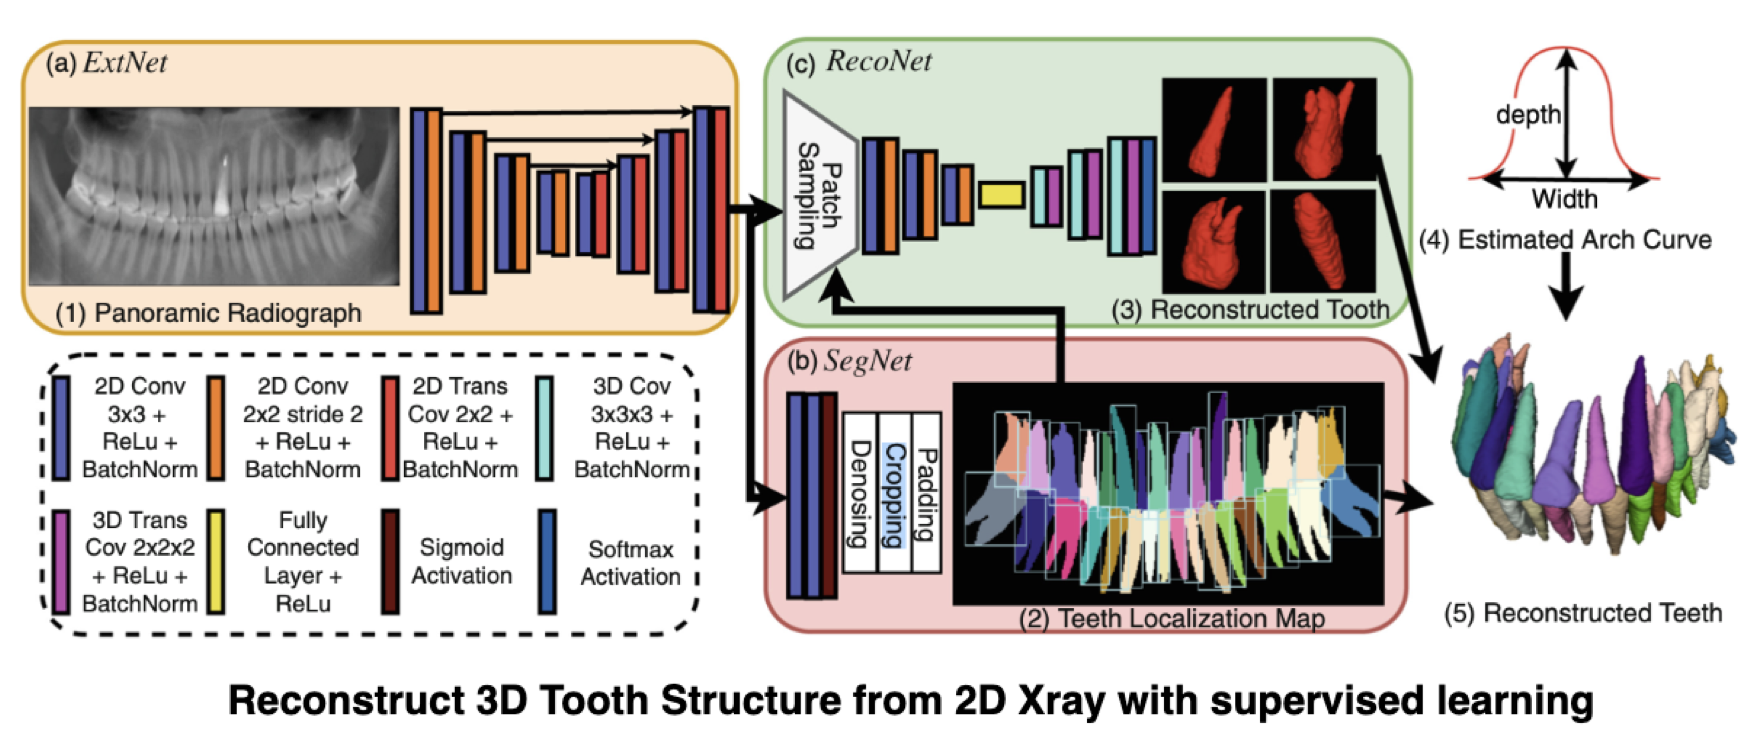 (a) ExtNet
(1) Panoramic Radiograph
(c) RecoNet
Patch
Sampling
(3) Reconstructed Tooth
depth
Width
(4) Estimated Arch Curve
2D Conv
3x3 +
ReLu +
BatchNorm
2D Conv
2x2 stride 2
+ ReLu +
BatchNorm
2D Trans
Cov 2x2 +
ReLu +
BatchNorm
3D Cov
3x3x3 +
ReLu +
BatchNorm
3D Trans
Cov 2x2x2
+ ReLu +
BatchNorm
Fully
Connected
Layer +
ReLu
Sigmoid
Activation
Softmax
Activation
(b) SegNet
Denosing
Cropping
Padding
(2) Teeth Localization Map
(5) Reconstructed Teeth
Reconstruct 3D Tooth Structure from 2D Xray with supervised learning